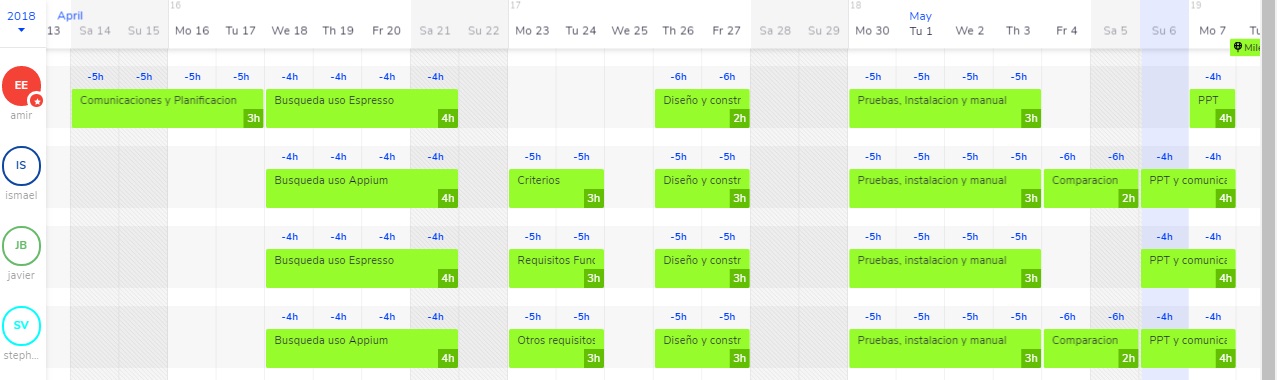 16 17 18 19
2018 April May
13 Sa 14 Su 15 Mo 16 Tu 17 We 18 Th 19 Fr 20 Sa 21 Su 22 Mo 23 Tu 24 We 25 Th 26 Fr 27 Sa 28 Su 29 Mo 30 Tu 1 We 2 Th 3 Fr 4 Sa 5 Su 6 Mo 7 Tu
Mile
-5h -5h -5h -5h -4h -4h -4h -4h -6h -6h -5h -5h -5h -5h -4h
EE Comunicaciones y Planificacion Busqueda uso Espresso Diseño y constr Pruebas, Instalacion y manual PPT
3h 4h 2h 3h 4h
amir
-4h -4h -4h -4h -5h -5h -5h -5h -5h -5h -5h -5h -6h -6h -4h -4h
IS Busqueda uso Appium Criterios Diseño y constr Pruebas, instalacion y manual Comparacion PPT y comunica
4h 3h 3h 3h 2h 4h
ismael
-4h -4h -4h -4h -5h -5h -5h -5h -5h -5h -5h -5h -4h -4h
JB Busqueda uso Espresso Requisitos Func Diseño y constr Pruebas, instalacion y manual PPT y comunica
4h 3h 3h 3h 4h
javier
-4h -4h -4h -4h -5h -5h -5h -5h -5h -5h -5h -5h -6h -6h -4h -4h
SV Busqueda uso Appium Otros requisitos Diseño y constr Pruebas, instalacion y manual Comparacion PPT y comunica
4h 3h 3h 3h 2h 4h
steph...